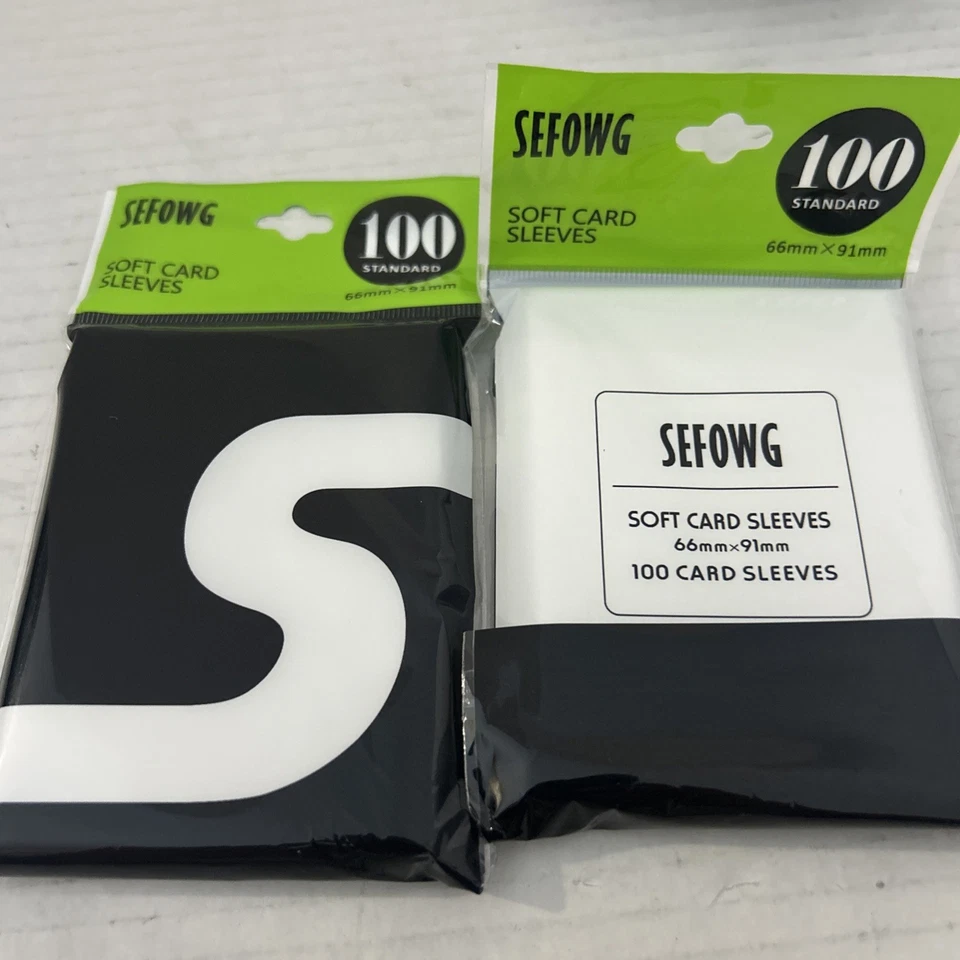 SEFOWG
SOFT CARD
SLEEVES
100
STANDARD
66mm×91mm
S
SEFOWG
SOFT CARD
SLEEVES
100
STANDARD
66mm×91mm
SEFOWG
SOFT CARD SLEEVES
66mm×91mm
100 CARD SLEEVES